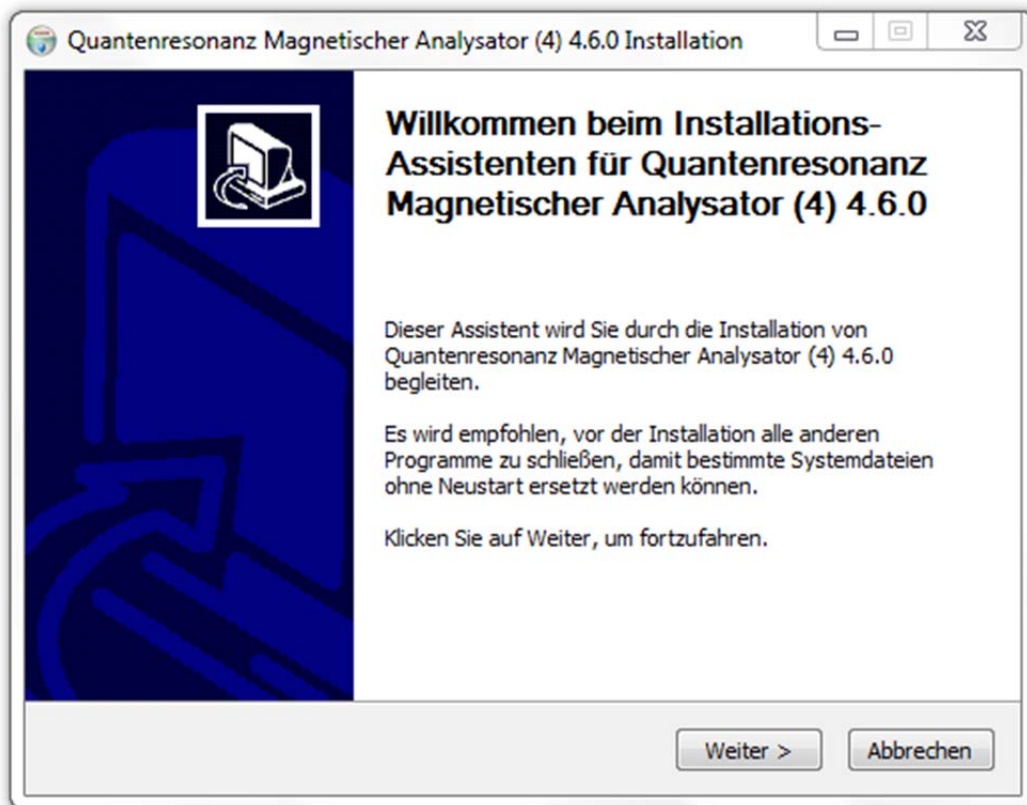 Quantenresonanz Magnetischer Analysator (4) 4.6.0 Installation
Willkommen beim Installations-
Assistenten für Quantenresonanz
Magnetischer Analysator (4) 4.6.0
Dieser Assistent wird Sie durch die Installation von
Quantenresonanz Magnetischer Analysator (4) 4.6.0
begleiten.
Es wird empfohlen, vor der Installation alle anderen
Programme zu schließen, damit bestimmte Systemdateien
ohne Neustart ersetzt werden können.
Klicken Sie auf Weiter, um fortzufahren.
Weiter >
Abbrechen